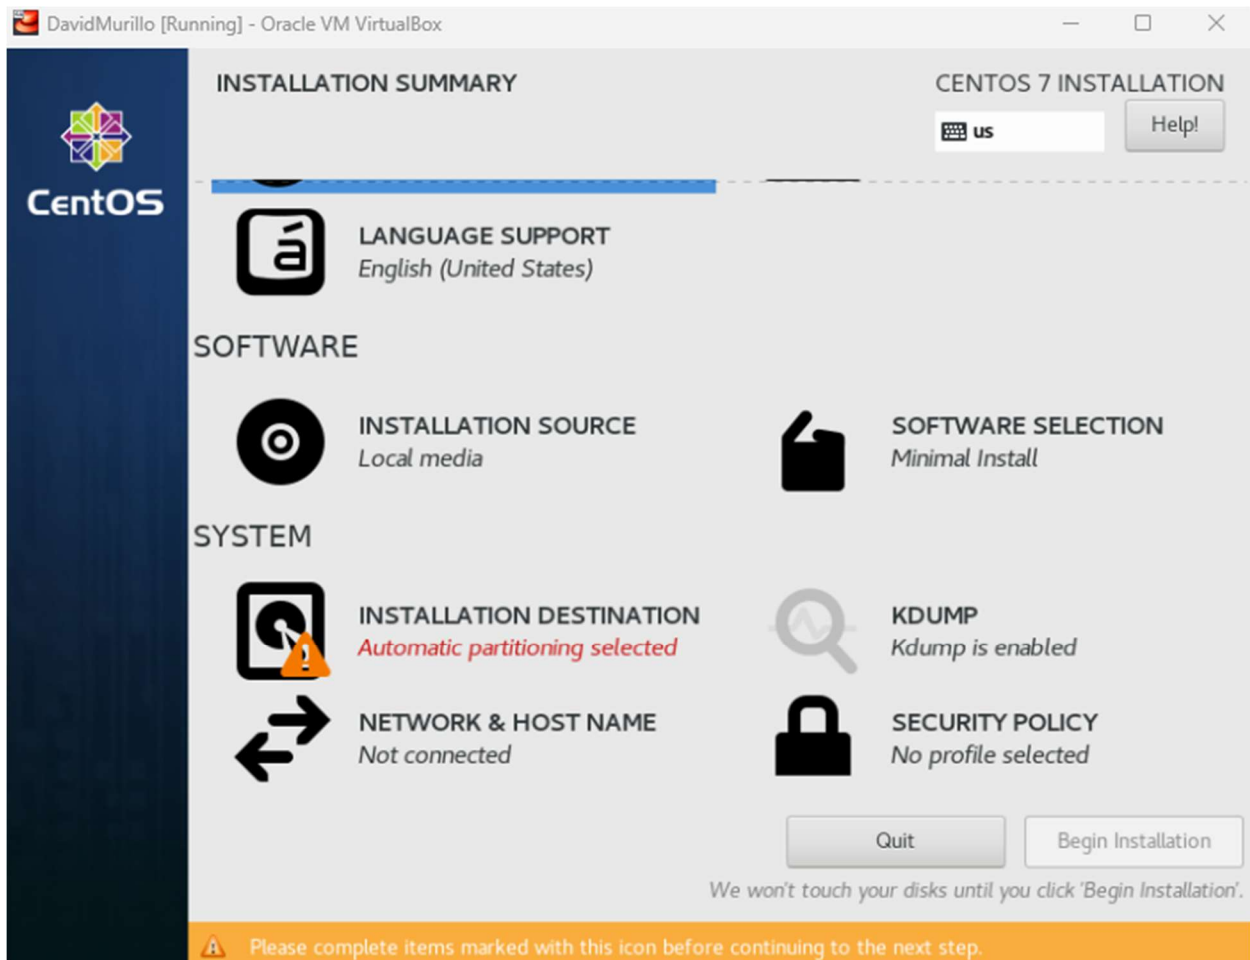 DavidMurillo [Running] - Oracle VM VirtualBox
INSTALLATION SUMMARY
CENTOS 7 INSTALLATION
us
Help!
CentOS
á
LANGUAGE SUPPORT
English (United States)
SOFTWARE
INSTALLATION SOURCE
Local media
SOFTWARE SELECTION
Minimal Install
SYSTEM
INSTALLATION DESTINATION
Automatic partitioning selected
KDUMP
Kdump is enabled
NETWORK & HOST NAME
Not connected
SECURITY POLICY
No profile selected
Quit
Begin Installation
We won't touch your disks until you click 'Begin Installation'.
Please complete items marked with this icon before continuing to the next step.